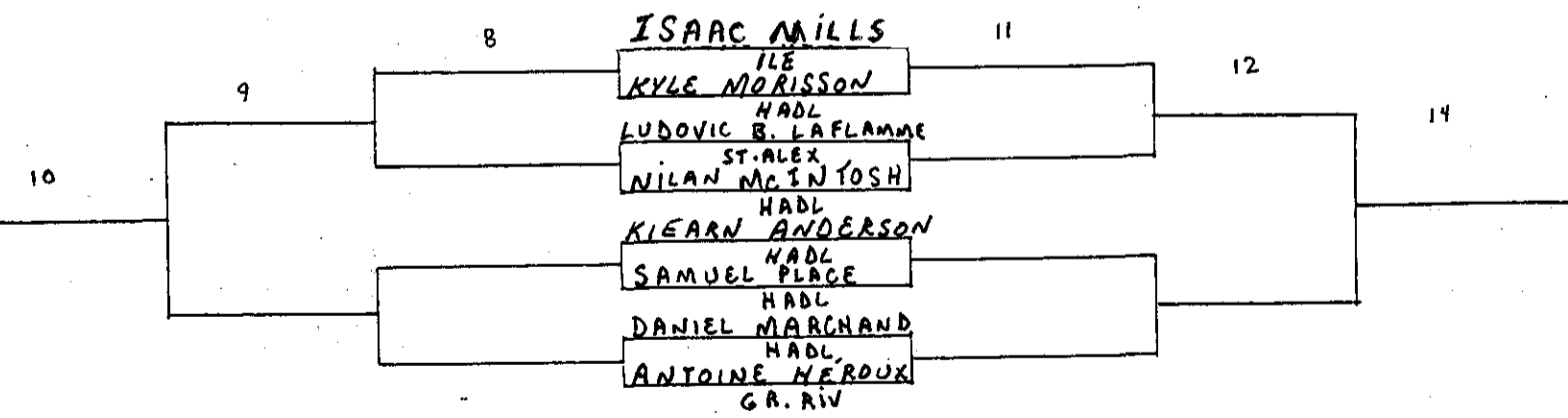 8
ISAAC MILLS
11
ILE
12
9
KYLE MORISSON
HADL
14
LUDOVIC B. LAFLAMME
ST. ALEX
10
NILAN McINTOSH
HADL
KIEARN ANDERSON
HADL
SAMUEL PLACE
HADL
DANIEL MARCHAND
HADL
ANTOINE HÉROUX
GR. RIV